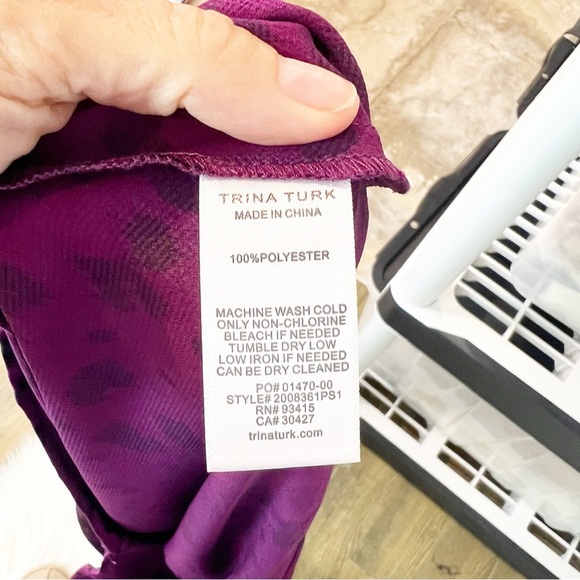 TRINA TURK
MADE IN CHINA
100%POLYESTER
MACHINE WASH COLD
ONLY NON-CHLORINE
BLEACH IF NEEDED
TUMBLE DRY LOW
LOW IRON IF NEEDED
CAN BE DRY CLEANED
PO# 01470-00
STYLE# 2008361PS1
RN# 93415
CA# 30427
trinaturk.com